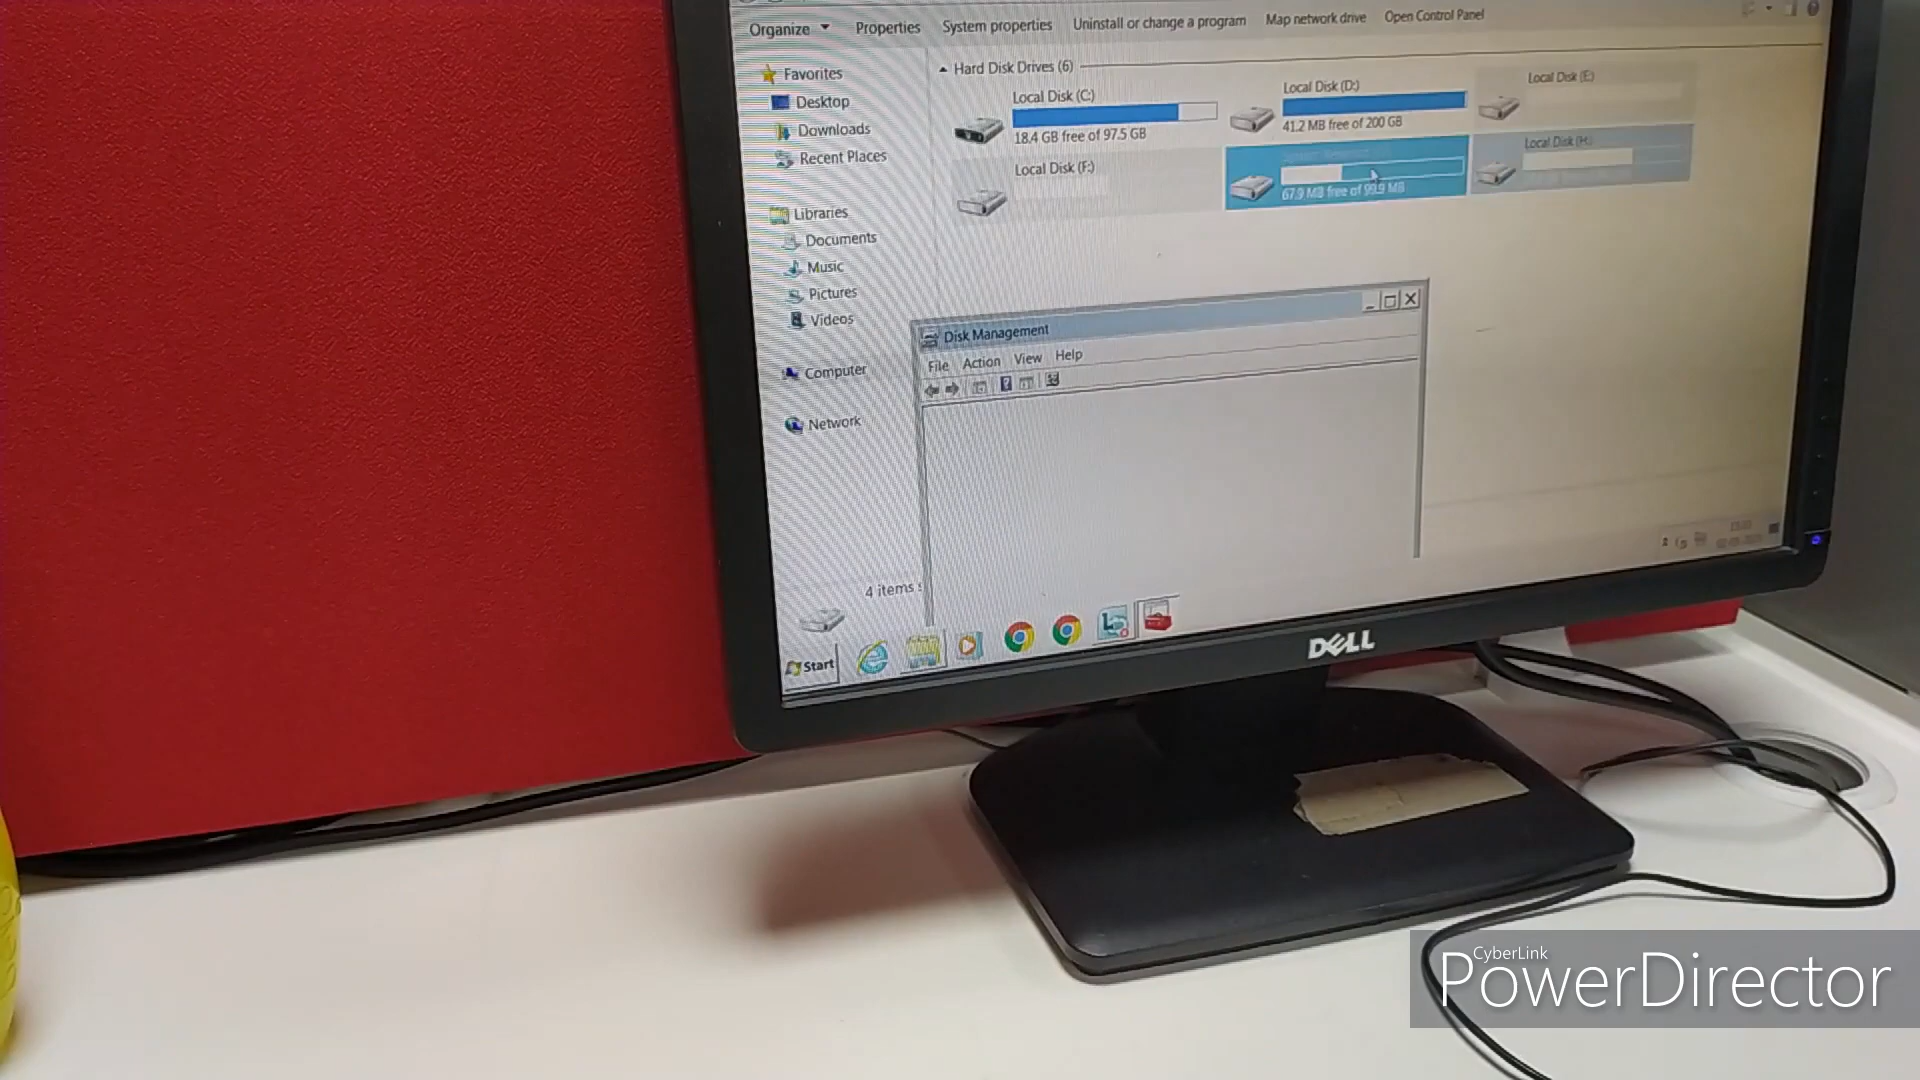 Organize Properties System properties Uninstall or change a program Map network drive Open Control Panel
Favorites
Desktop
Downloads
Recent Places
Libraries
Documents
Music
Pictures
Videos
Computer
Network
Hard Disk Drives (6)
Local Disk (C:)
18.4 GB free of 97.5 GB
Local Disk (D:)
41.2 MB free of 200 GB
Local Disk (E:)
Local Disk (F:)
67.9 MB free of 99.9 MB
Local Disk (H:)
Disk Management
File Action View Help
4 items
Start
DELL
CyberLink
PowerDirector